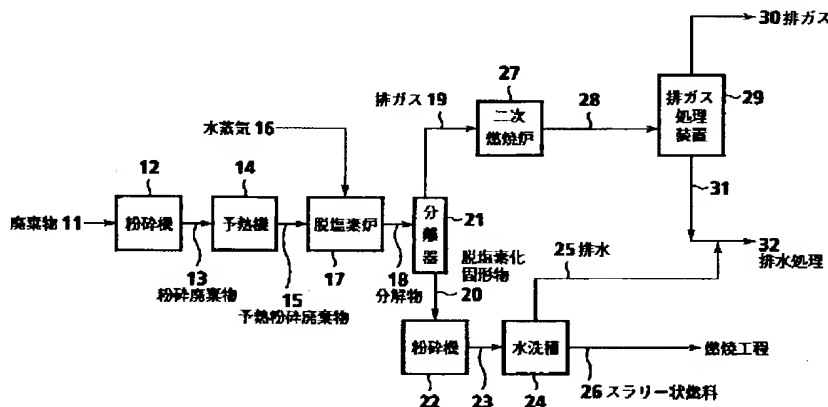 30 排ガス
27
排ガス 19
28
二次
燃焼炉
排ガス
処理
装置
29
水蒸気 16
12
14
31
廃棄物 11
粉砕機
予熱機
脱塩素炉
分
離
器
21
13
粉砕廃棄物
15
予熱粉砕廃棄物
17
18
分解物
脱塩素化
固形物
20
25 排水
32
排水処理
粉砕機
水洗槽
燃焼工程
22
23
24
26 スラリー状燃料